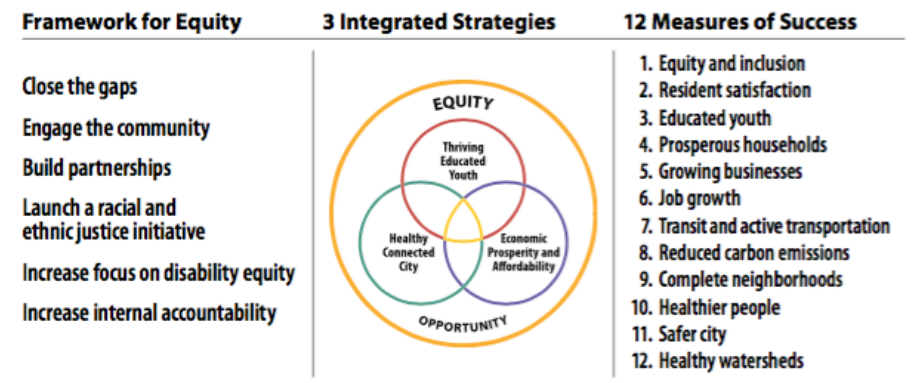 Framework for Equity
Close the gaps
Engage the community
Build partnerships
Launch a racial and
ethnic justice initiative
Increase focus on disability equity
Increase internal accountability
3 Integrated Strategies
EQUITY
Thriving
Educated
Youth
Healthy
Connected
City
Economic
Prosperity and
Affordability
OPPORTUNITY
12 Measures of Success
1. Equity and inclusion
2. Resident satisfaction
3. Educated youth
4. Prosperous households
5. Growing businesses
6. Job growth
7. Transit and active transportation
8. Reduced carbon emissions
9. Complete neighborhoods
10. Healthier people
11. Safer city
12. Healthy watersheds